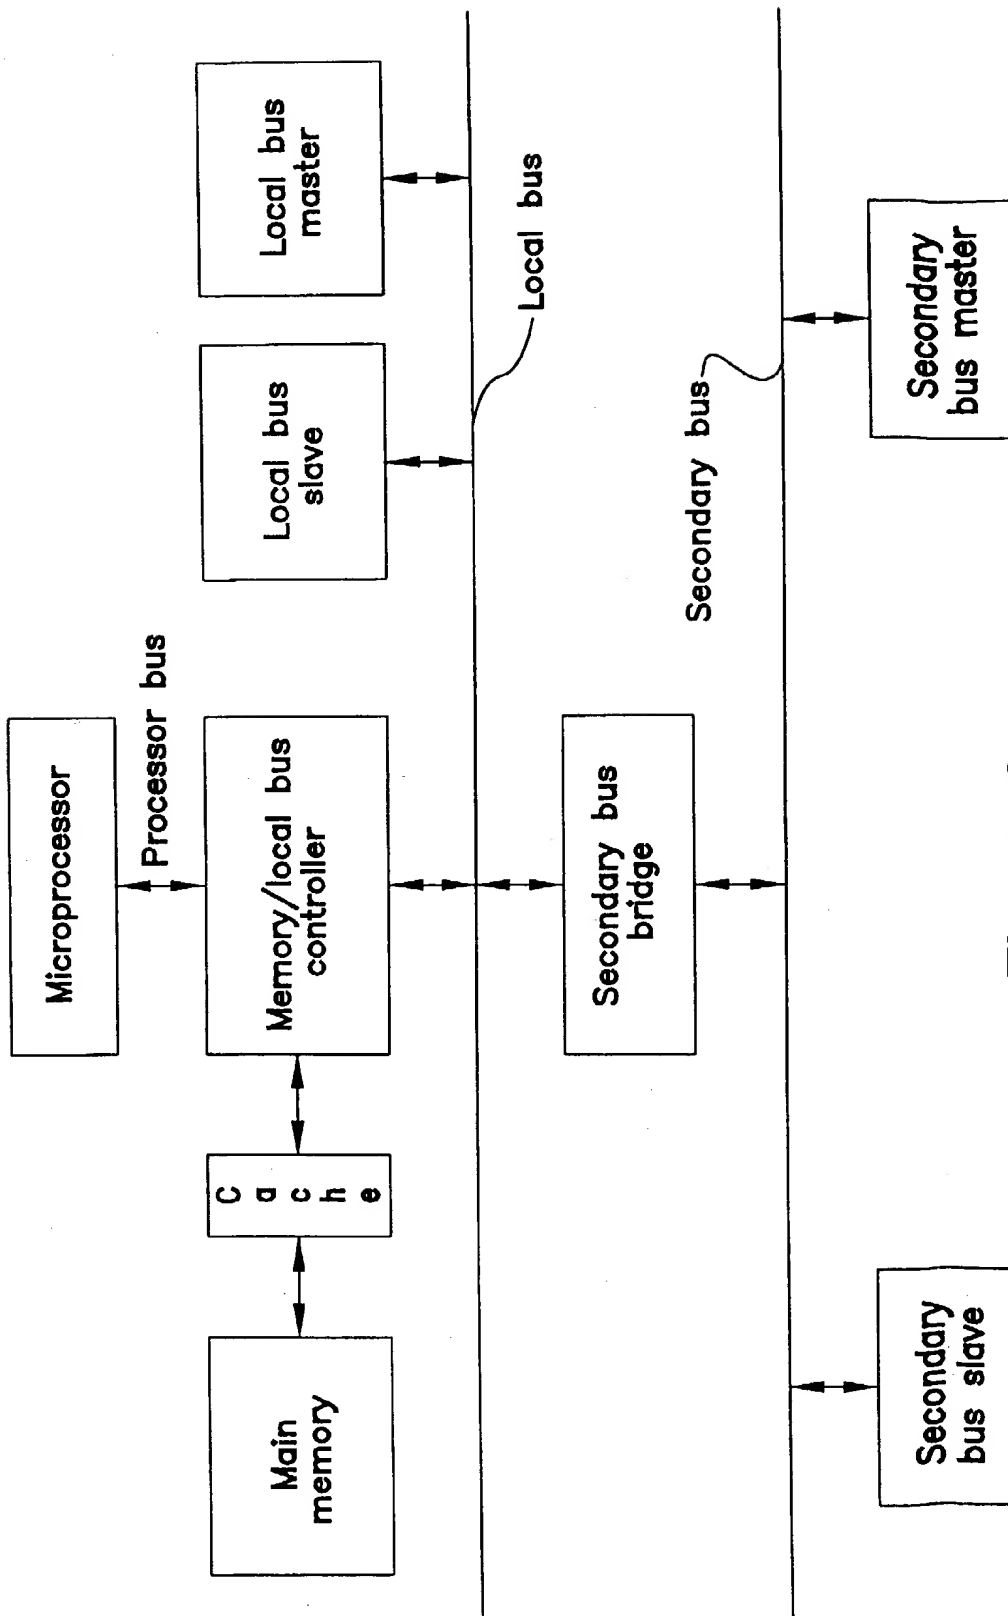 Microprocessor
Processor bus
Main
memory
C
a
c
h
e
Memory/local bus
controller
Local bus
slave
Local bus
master
Local bus
Secondary bus
bridge
Secondary bus
Secondary
bus slave
Secondary
bus master